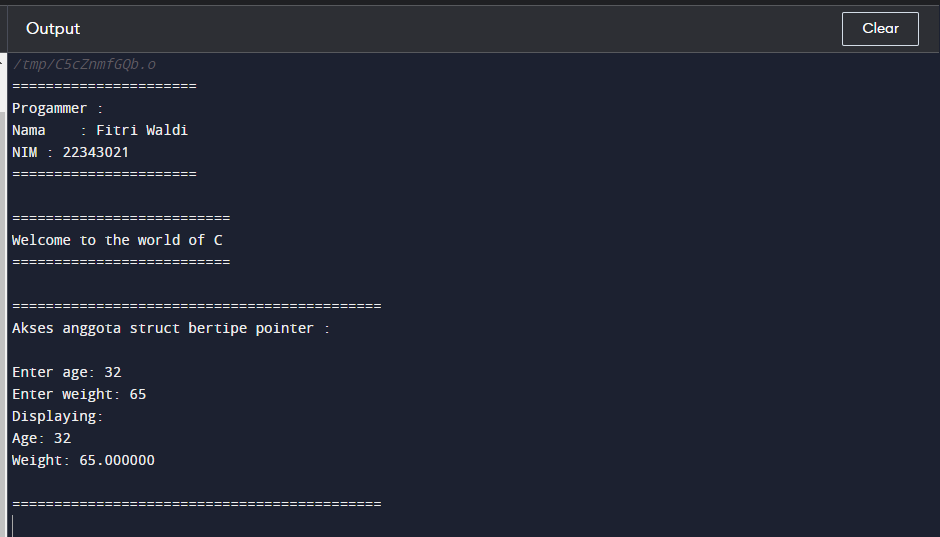 Output
Clear
/tmp/C5cZnmfGQb.o
======================
Progammer :
Nama    : Fitri Waldi
NIM : 22343021
======================
==========================
Welcome to the world of C
==========================
============================================
Akses anggota struct bertipe pointer :
Enter age: 32
Enter weight: 65
Displaying:
Age: 32
Weight: 65.000000
============================================